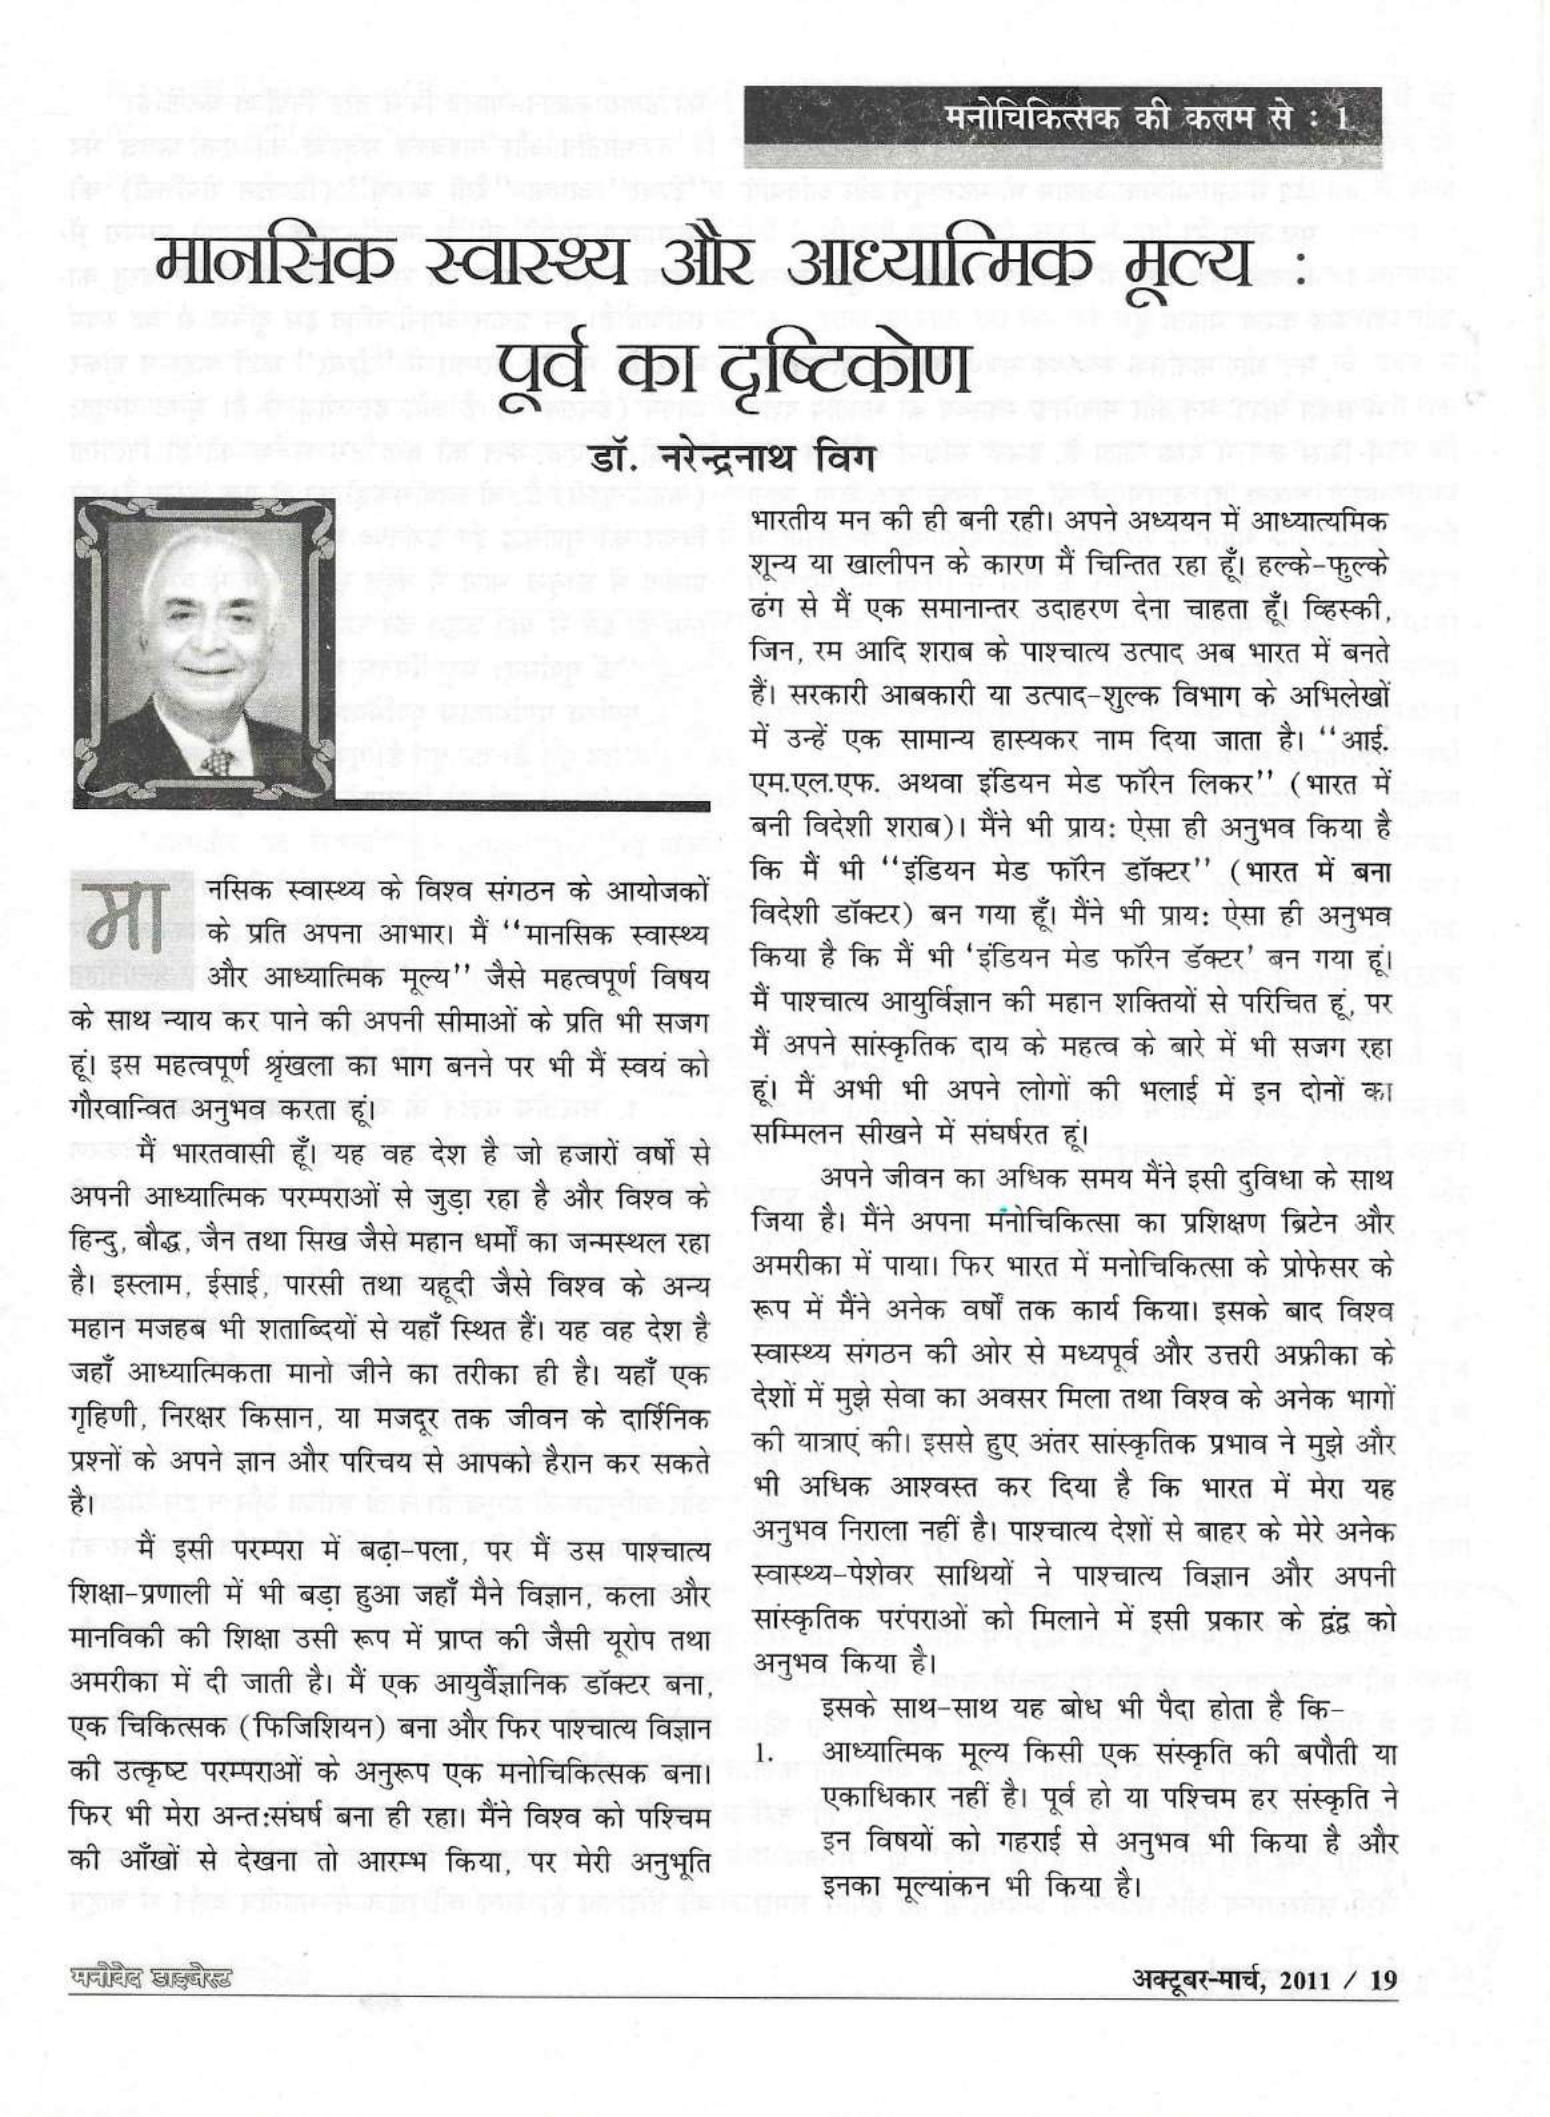 मनोचिकित्सक की कलम से : 1
मानसिक स्वास्थ्य और आध्यात्मिक मूल्य :
पूर्व का दृष्टिकोण
डॉ. नरेन्द्रनाथ विग
मानसिक स्वास्थ्य के विश्व संगठन के आयोजकों
के प्रति अपना आभार। मैं ‘‘मानसिक स्वास्थ्य
और आध्यात्मिक मूल्य’’ जैसे महत्वपूर्ण विषय
के साथ न्याय कर पाने की अपनी सीमाओं के प्रति भी सजग
हूं। इस महत्वपूर्ण श्रृंखला का भाग बनने पर भी मैं स्वयं को
गौरवान्वित अनुभव करता हूं।
मैं भारतवासी हूँ। यह वह देश है जो हजारों वर्षो से
अपनी आध्यात्मिक परम्पराओं से जुड़ा रहा है और विश्व के
हिन्दु, बौद्ध, जैन तथा सिख जैसे महान धर्मों का जन्मस्थल रहा
है। इस्लाम, ईसाई, पारसी तथा यहूदी जैसे विश्व के अन्य
महान मजहब भी शताब्दियों से यहाँ स्थित हैं। यह वह देश है
जहाँ आध्यात्मिकता मानो जीने का तरीका ही है। यहाँ एक
गृहिणी, निरक्षर किसान, या मजदूर तक जीवन के दार्शिनिक
प्रश्नों के अपने ज्ञान और परिचय से आपको हैरान कर सकते
है।
मैं इसी परम्परा में बढ़ा-पला, पर मैं उस पाश्चात्य
शिक्षा-प्रणाली में भी बड़ा हुआ जहाँ मैने विज्ञान, कला और
मानविकी की शिक्षा उसी रूप में प्राप्त की जैसी यूरोप तथा
अमरीका में दी जाती है। मैं एक आयुर्वैज्ञानिक डॉक्टर बना,
एक चिकित्सक (फिजिशियन) बना और फिर पाश्चात्य विज्ञान
की उत्कृष्ट परम्पराओं के अनुरूप एक मनोचिकित्सक बना।
फिर भी मेरा अन्त:संघर्ष बना ही रहा। मैंने विश्व को पश्चिम
की आँखों से देखना तो आरम्भ किया, पर मेरी अनुभूति
भारतीय मन की ही बनी रही। अपने अध्ययन में आध्यात्यमिक
शून्य या खालीपन के कारण मैं चिन्तित रहा हूँ। हल्के-फुल्के
ढंग से मैं एक समानान्तर उदाहरण देना चाहता हूँ। व्हिस्की,
जिन, रम आदि शराब के पाश्चात्य उत्पाद अब भारत में बनते
हैं। सरकारी आबकारी या उत्पाद-शुल्क विभाग के अभिलेखों
में उन्हें एक सामान्य हास्यकर नाम दिया जाता है। ‘‘आई.
एम.एल.एफ. अथवा इंडियन मेड फॉरेन लिकर’’ (भारत में
बनी विदेशी शराब)। मैंने भी प्राय: ऐसा ही अनुभव किया है
कि मैं भी ‘‘इंडियन मेड फॉरेन डॉक्टर’’ (भारत में बना
विदेशी डॉक्टर) बन गया हूँ। मैंने भी प्राय: ऐसा ही अनुभव
किया है कि मैं भी ‘इंडियन मेड फॉरेन डॅक्टर’ बन गया हूं।
मैं पाश्चात्य आयुर्विज्ञान की महान शक्तियों से परिचित हूं, पर
मैं अपने सांस्कृतिक दाय के महत्व के बारे में भी सजग रहा
हूं। मैं अभी भी अपने लोगों की भलाई में इन दोनों का
सम्मिलन सीखने में संघर्षरत हूं।
अपने जीवन का अधिक समय मैंने इसी दुविधा के साथ
जिया है। मैंने अपना मनोचिकित्सा का प्रशिक्षण ब्रिटेन और
अमरीका में पाया। फिर भारत में मनोचिकित्सा के प्रोफेसर के
रूप में मैंने अनेक वर्षों तक कार्य किया। इसके बाद विश्व
स्वास्थ्य संगठन की ओर से मध्यपूर्व और उत्तरी अफ्रीका के
देशों में मुझे सेवा का अवसर मिला तथा विश्व के अनेक भागों
की यात्राएं की। इससे हुए अंतर सांस्कृतिक प्रभाव ने मुझे और
भी अधिक आश्वस्त कर दिया है कि भारत में मेरा यह
अनुभव निराला नहीं है। पाश्चात्य देशों से बाहर के मेरे अनेक
स्वास्थ्य-पेशेवर साथियों ने पाश्चात्य विज्ञान और अपनी
सांस्कृतिक परंपराओं को मिलाने में इसी प्रकार के द्वंद्व को
अनुभव किया है।
इसके साथ-साथ यह बोध भी पैदा होता है कि-
1. आध्यात्मिक मूल्य किसी एक संस्कृति की बपौती या
एकाधिकार नहीं है। पूर्व हो या पश्चिम हर संस्कृति ने
इन विषयों को गहराई से अनुभव भी किया है और
इनका मूल्यांकन भी किया है।
मनोवेद डाइजेस्ट
अक्टूबर-मार्च, 2011 / 19